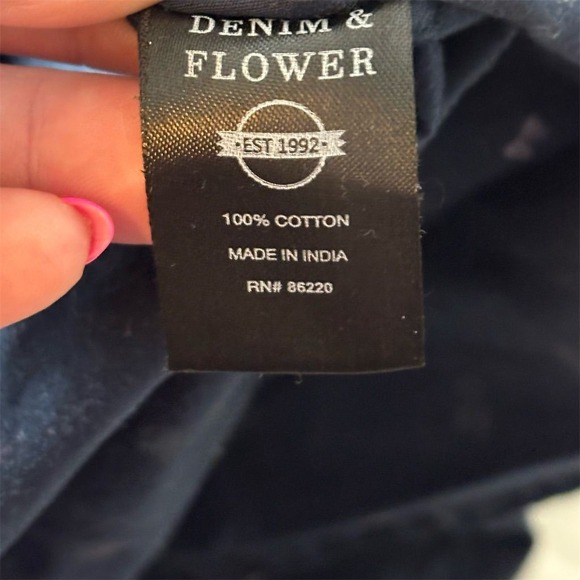 DENIM &
FLOWER
•EST 1992•
100% COTTON
MADE IN INDIA
RN# 86220